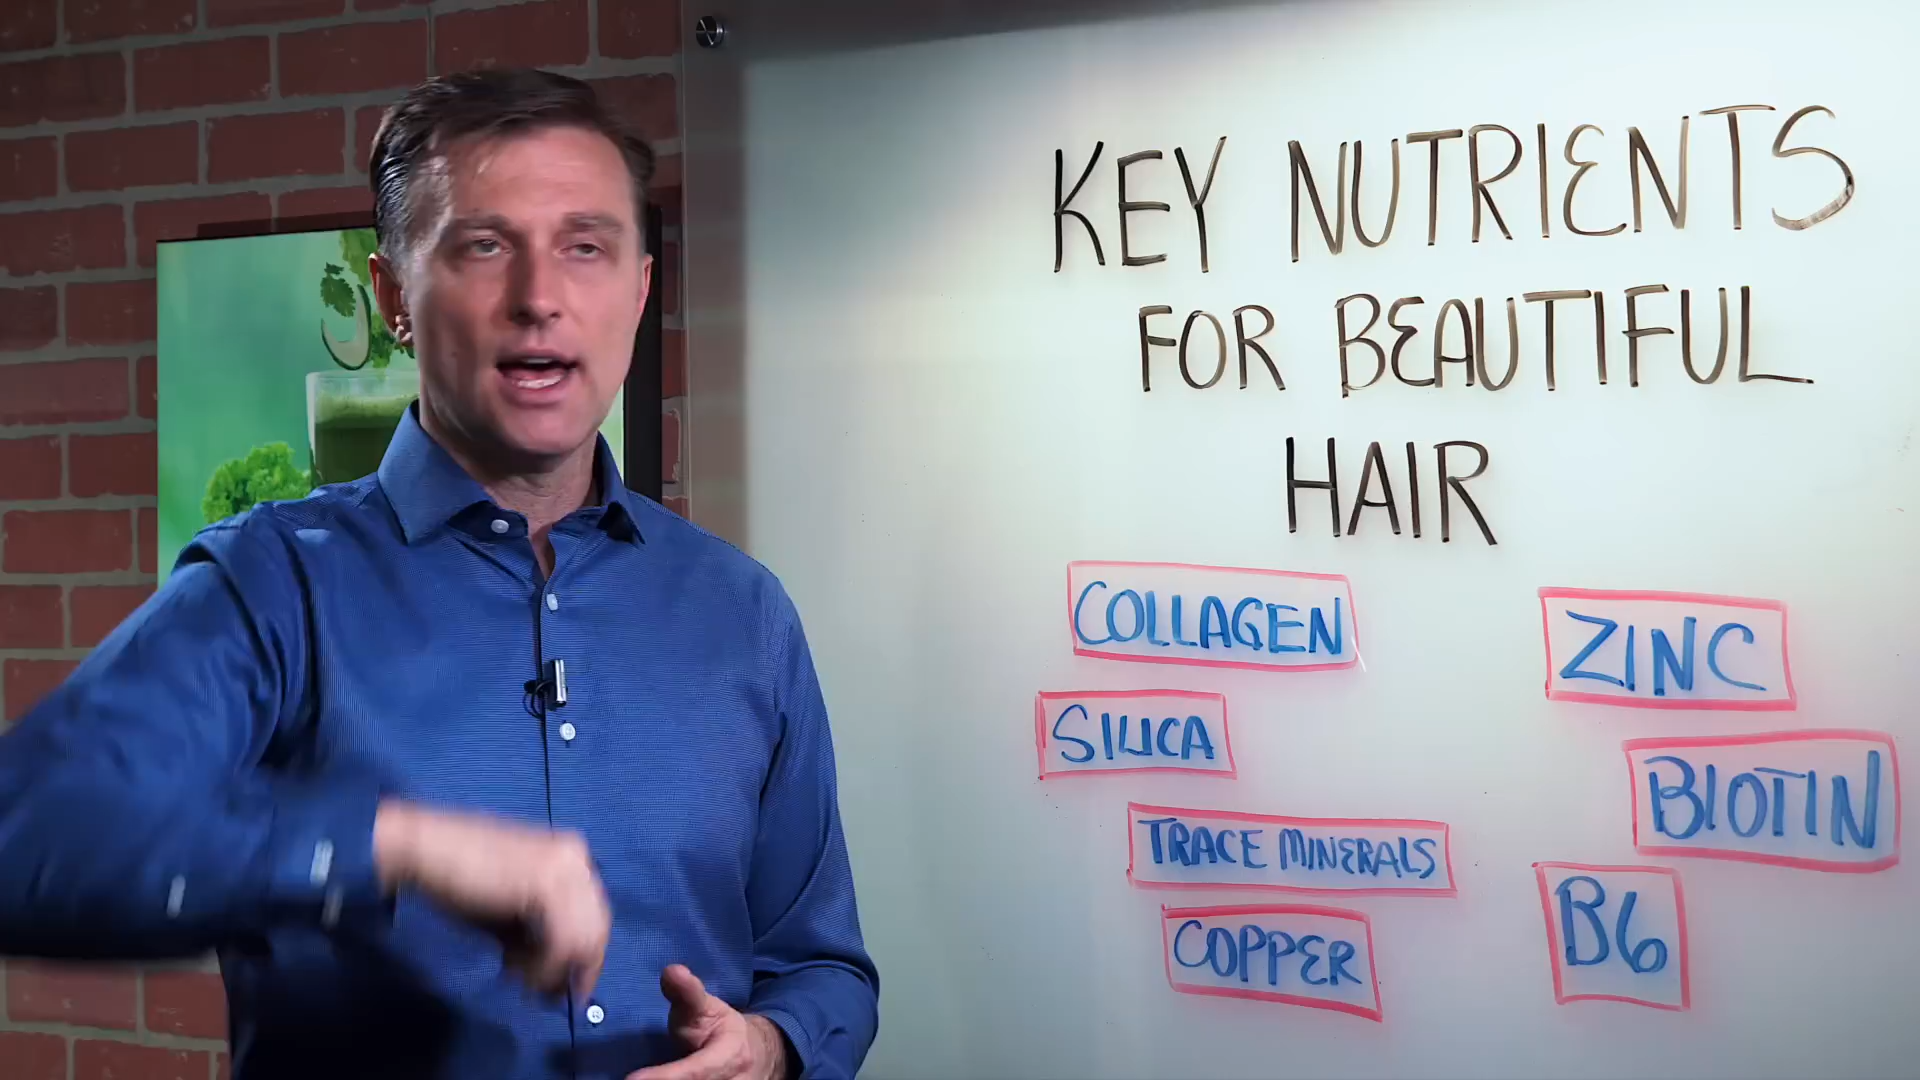 KEY NUTRIENTS
FOR BEAUTIFUL
HAIR
COLLAGEN
SILICA
TRACE MINERALS
COPPER
ZINC
BIOTIN
B6